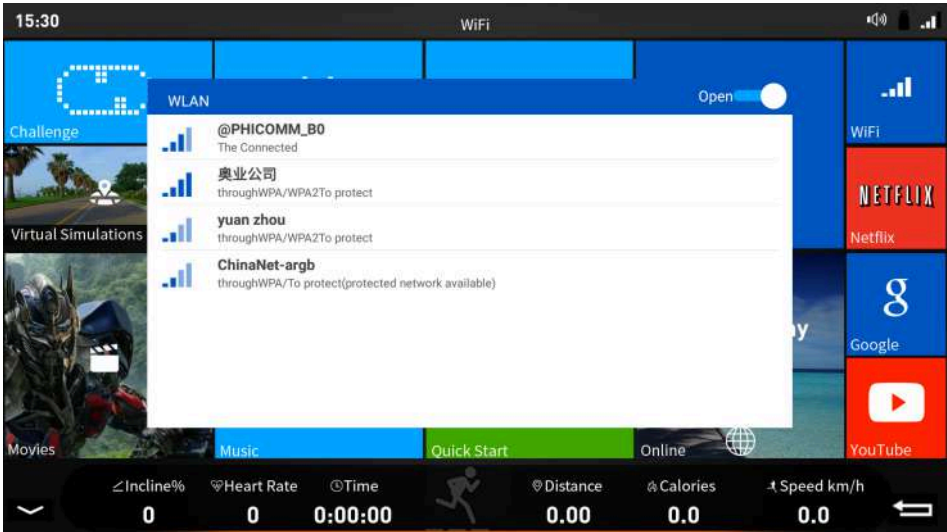 15:30
WiFi
WLAN
Open
@PHICOMM_B0
The Connected
奥业公司
throughWPA/WPA2To protect
yuan zhou
throughWPA/WPA2To protect
ChinaNet-argb
throughWPA/To protect(protected network available)
Challenge
WiFi
Virtual Simulations
NETFLIX
Netflix
g
Google
Movies
Music
Quick Start
Online
YouTube
Incline%
Heart Rate
Time
Distance
Calories
Speed km/h
0
0
0:00:00
0.00
0.0
0.0